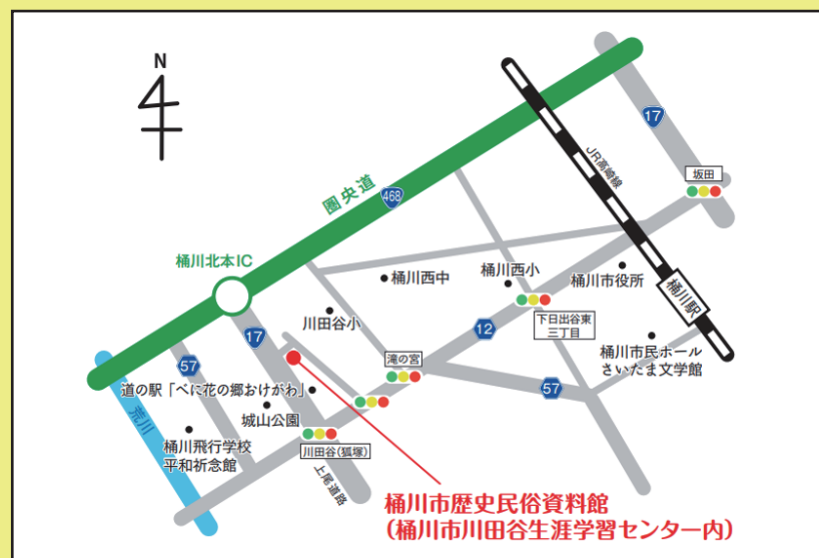 N
圏央道
468
JR高崎線
17
坂田
桶川北本IC
桶川西中
桶川西小
桶川市役所
桶川駅
川田谷小
17
12
下日出谷東
三丁目
57
滝の宮
桶川市民ホール
さいたま文学館
57
道の駅「べに花の郷おけがわ」
荒川
城山公園
桶川飛行学校
平和祈念館
川田谷(狐塚)
上尾道路
桶川市歴史民俗資料館
(桶川市川田谷生涯学習センター内)